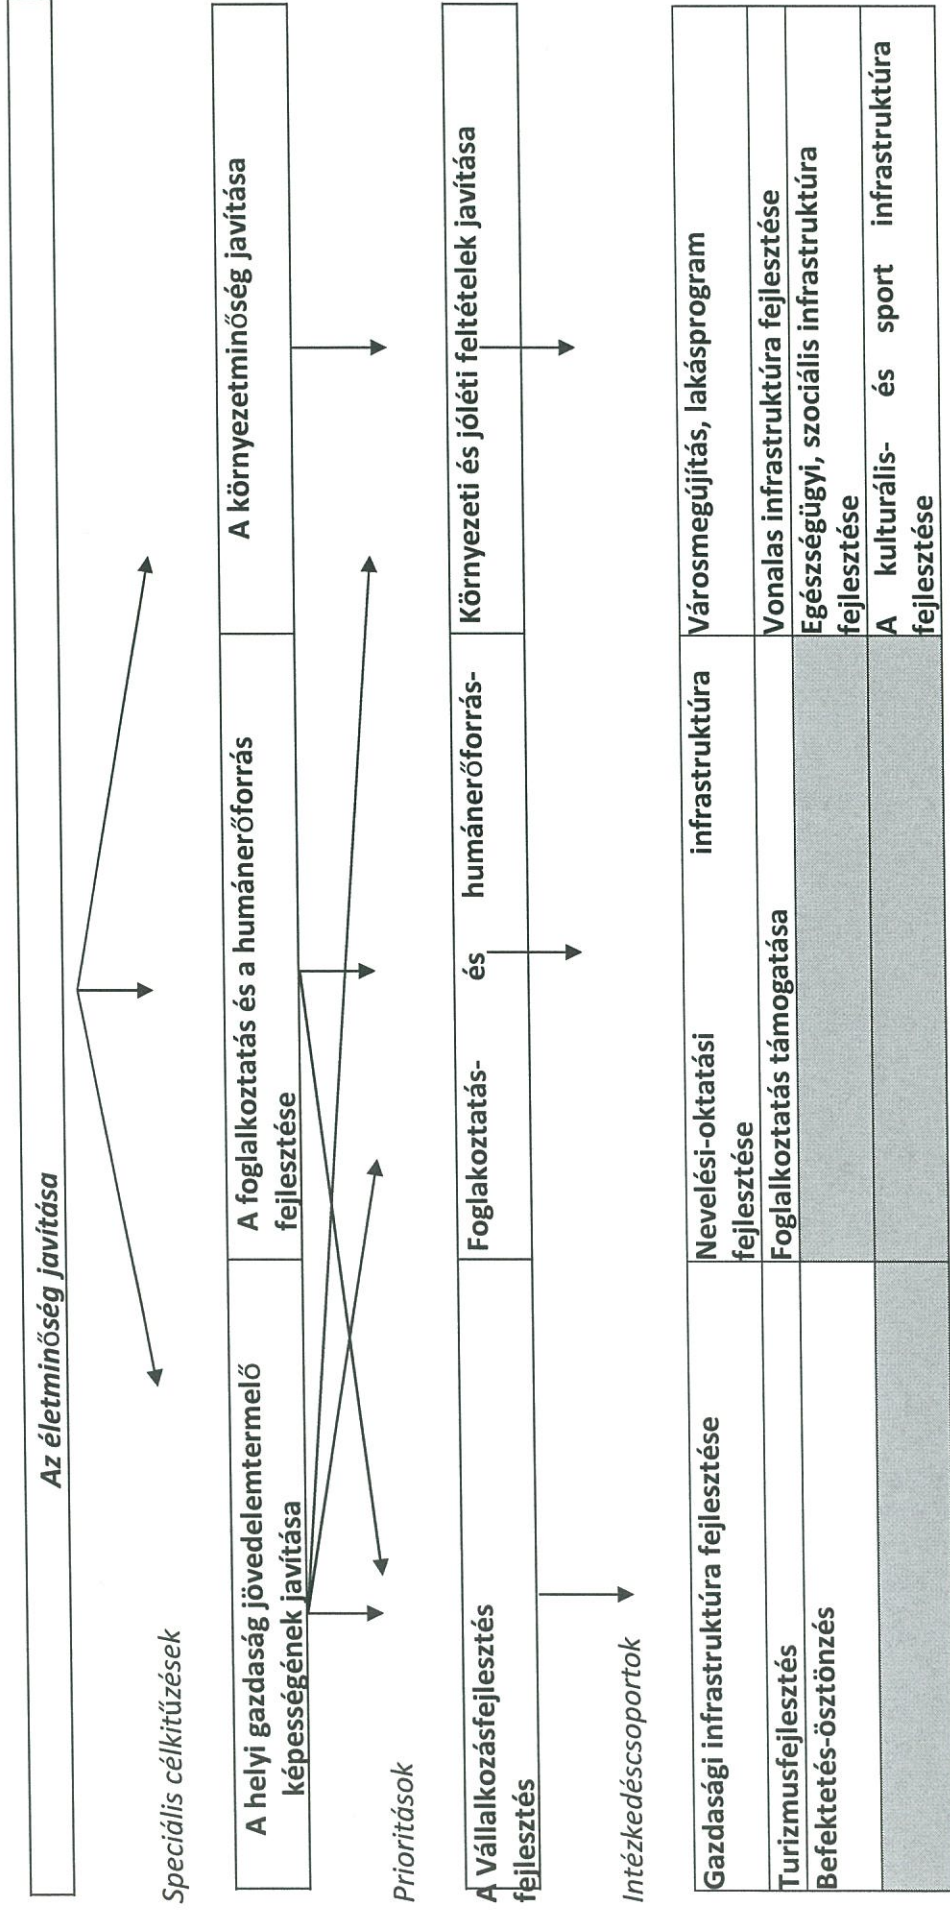 Az életminőség javítása
Speciális célkitűzések
A helyi gazdaság jövedelemtermelő
képességének javítása
A foglalkoztatás és a humánerőforrás
fejlesztése
A környezetminőség javítása
Prioritások
A Vállalkozásfejlesztés
fejlesztés
Foglakoztatás- és humánerőforrás-
Környezeti és jóléti feltételek javítása
Intézkedéscsoportok
Gazdasági infrastruktúra fejlesztése
Nevelési-oktatási infrastruktúra
fejlesztése
Városmegújítás, lakásprogram
Turizmusfejlesztés
Foglalkoztatás támogatása
Vonalas infrastruktúra fejlesztése
Befektetés-ösztönzés
Egészségügyi, szociális infrastruktúra
fejlesztése
A kulturális- és sport infrastruktúra
fejlesztése